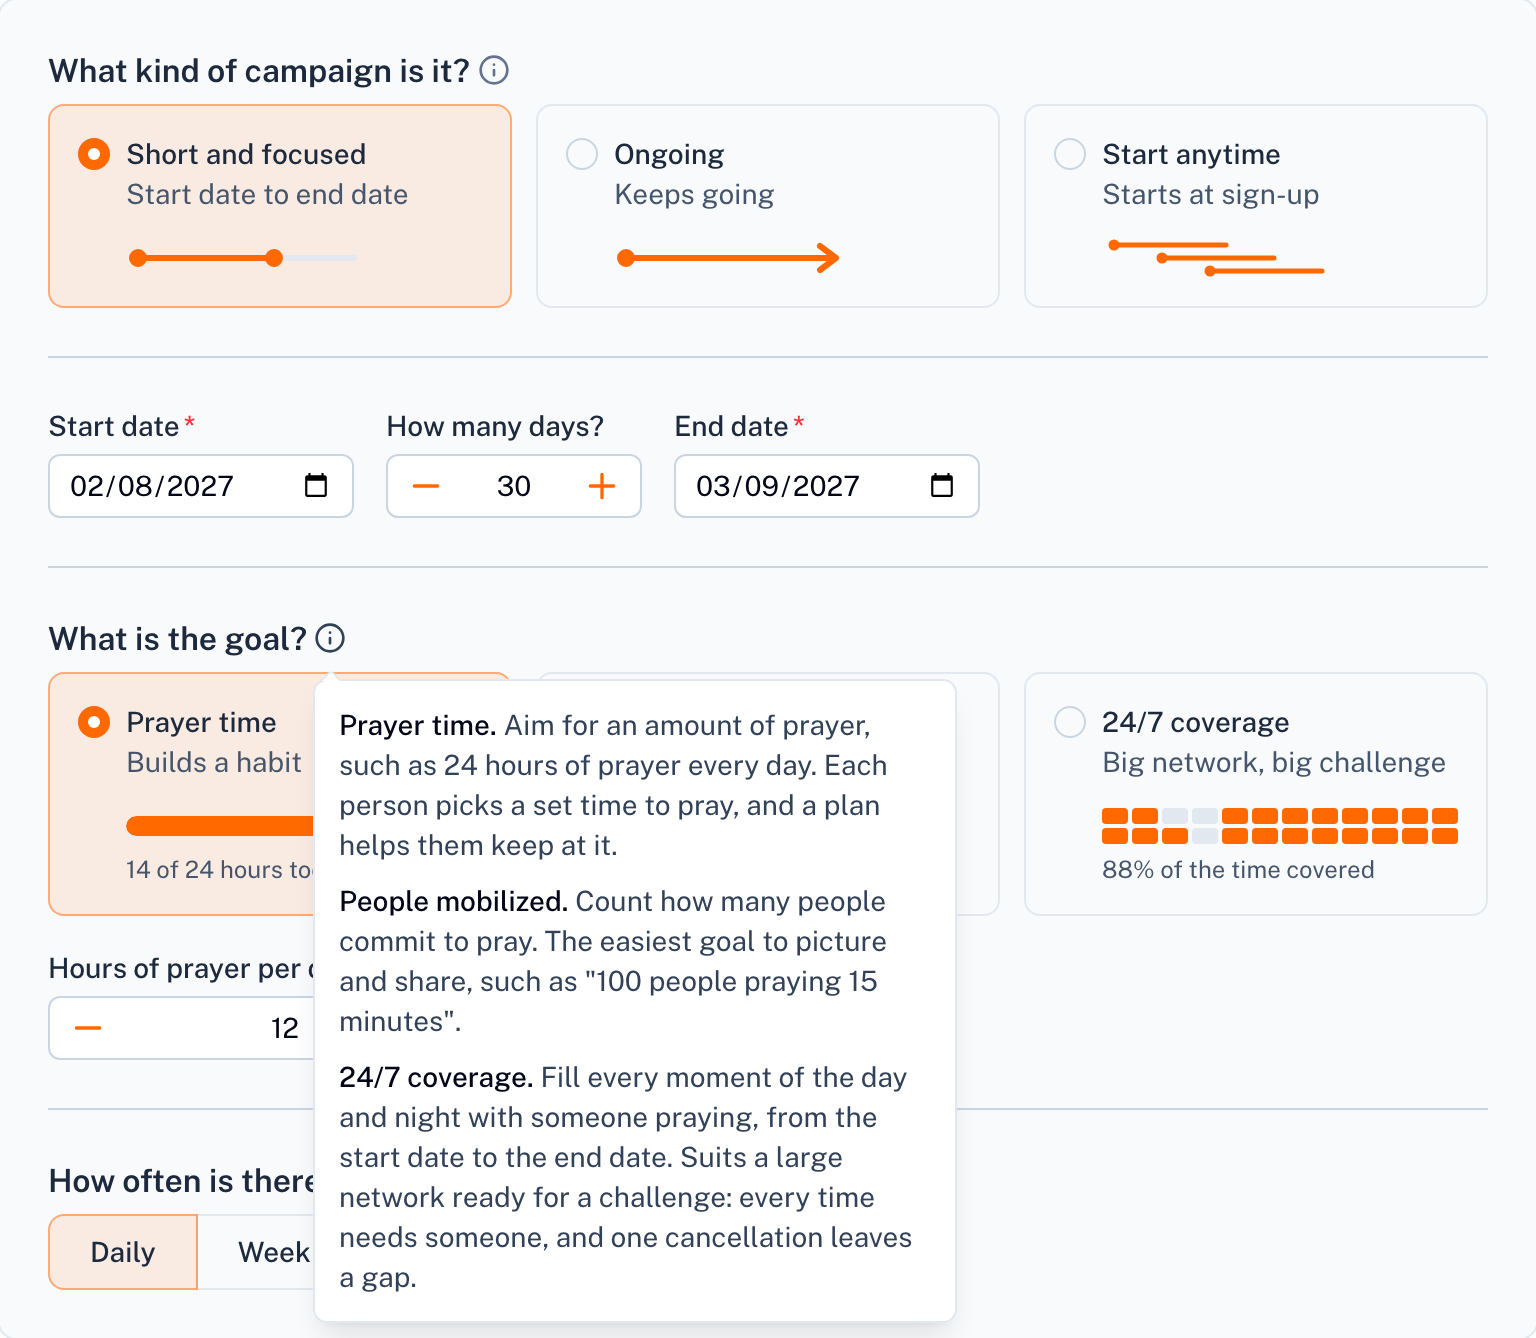 What kind of campaign is it?
Short and focused
Start date to end date
Ongoing
Keeps going
Start anytime
Starts at sign-up
Start date*
How many days?
End date*
02/08/2027
30
03/09/2027
What is the goal?
Prayer time
Builds a habit
14 of 24 hours
24/7 coverage
Big network, big challenge
88% of the time covered
Prayer time. Aim for an amount of prayer,
such as 24 hours of prayer every day. Each
person picks a set time to pray, and a plan
helps them keep at it.
People mobilized. Count how many people
commit to pray. The easiest goal to picture
and share, such as "100 people praying 15
minutes".
24/7 coverage. Fill every moment of the day
and night with someone praying, from the
start date to the end date. Suits a large
network ready for a challenge: every time
needs someone, and one cancellation leaves
a gap.
Hours of prayer per
12
How often is there
Daily
Week